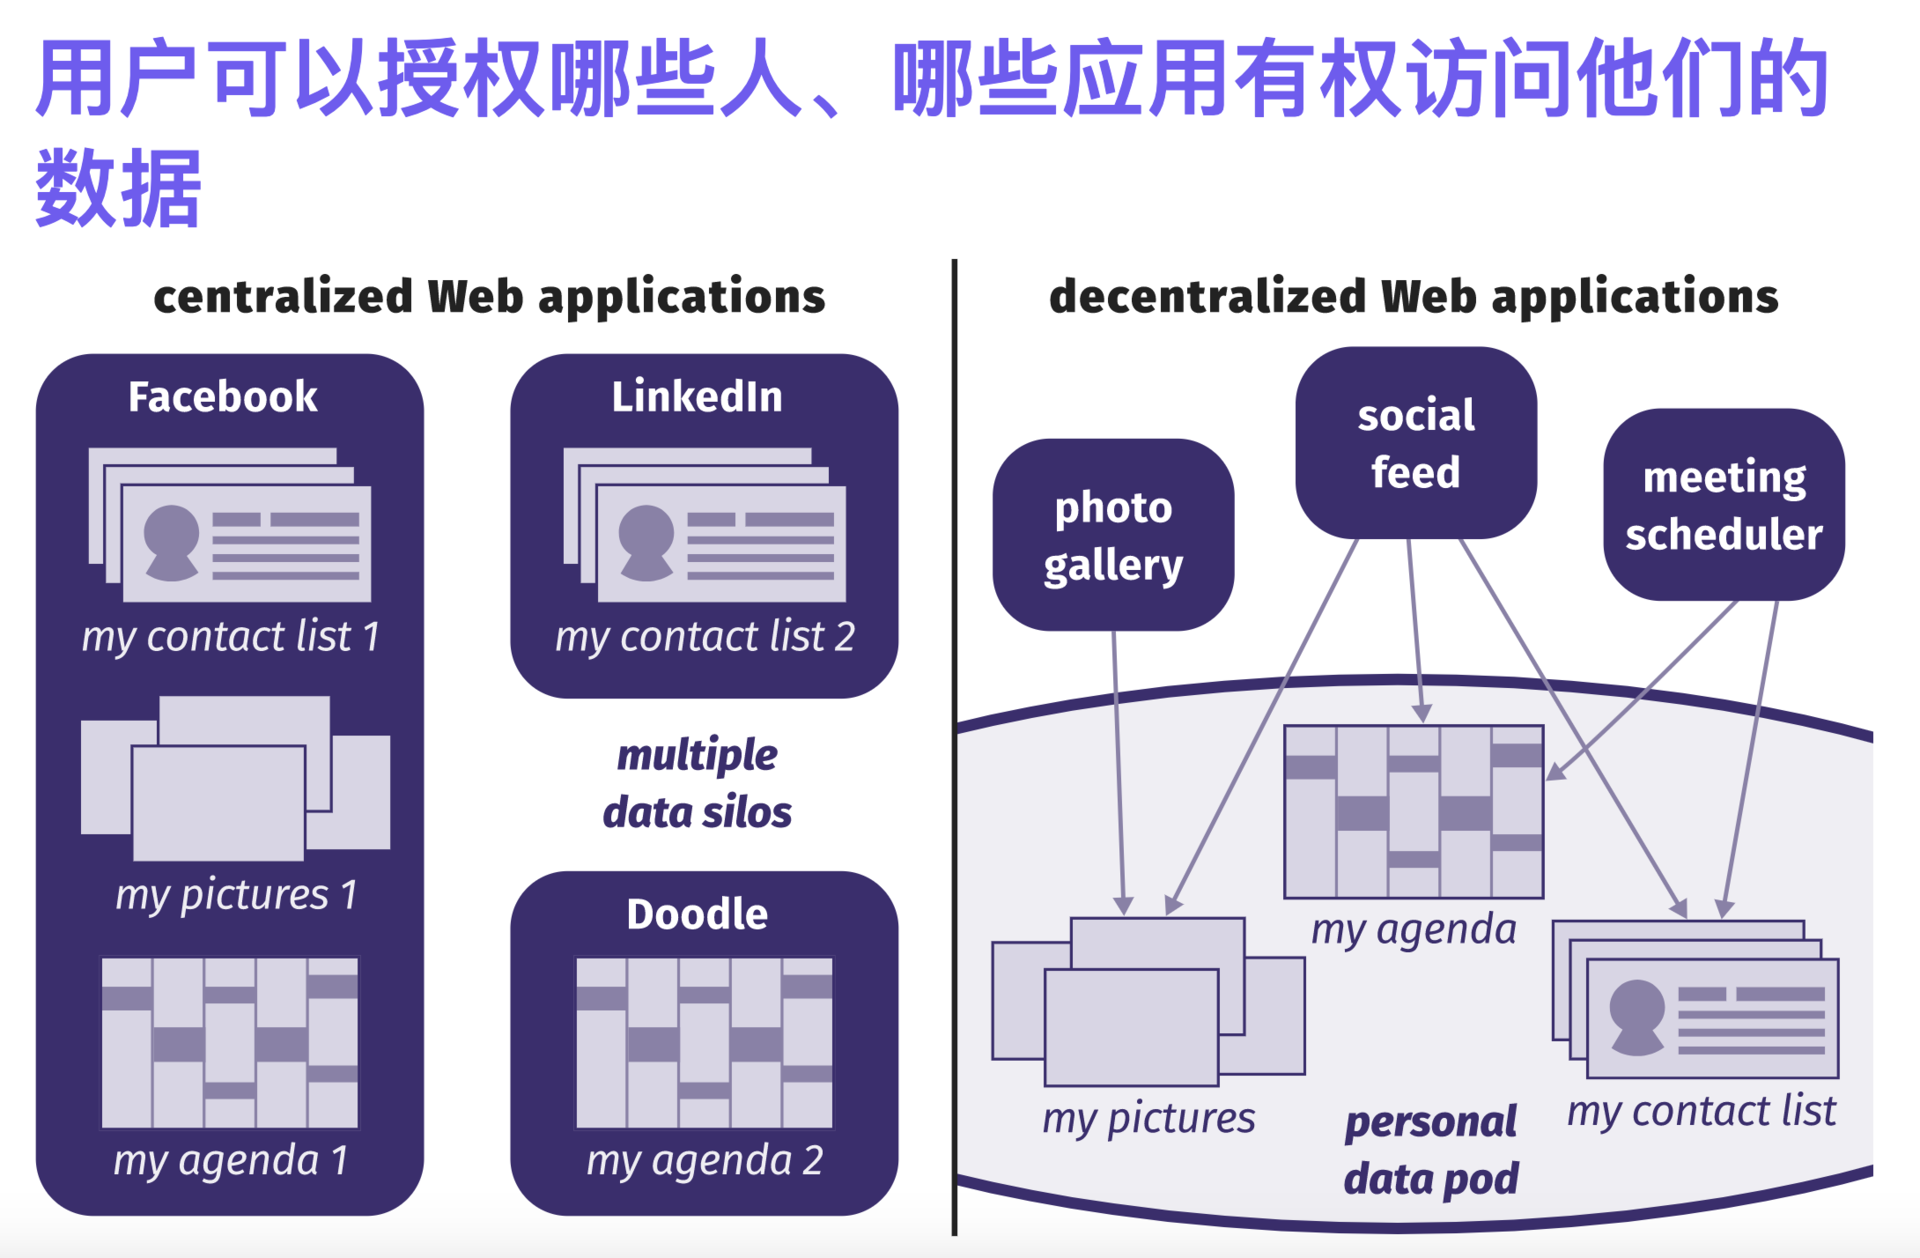 用户可以授权哪些人、哪些应用有权访问他们的
数据
centralized Web applications
Facebook
my contact list 1
my pictures 1
my agenda 1
LinkedIn
my contact list 2
multiple
data silos
Doodle
my agenda 2
decentralized Web applications
photo
gallery
social
feed
meeting
scheduler
my agenda
my pictures
my contact list
personal
data pod